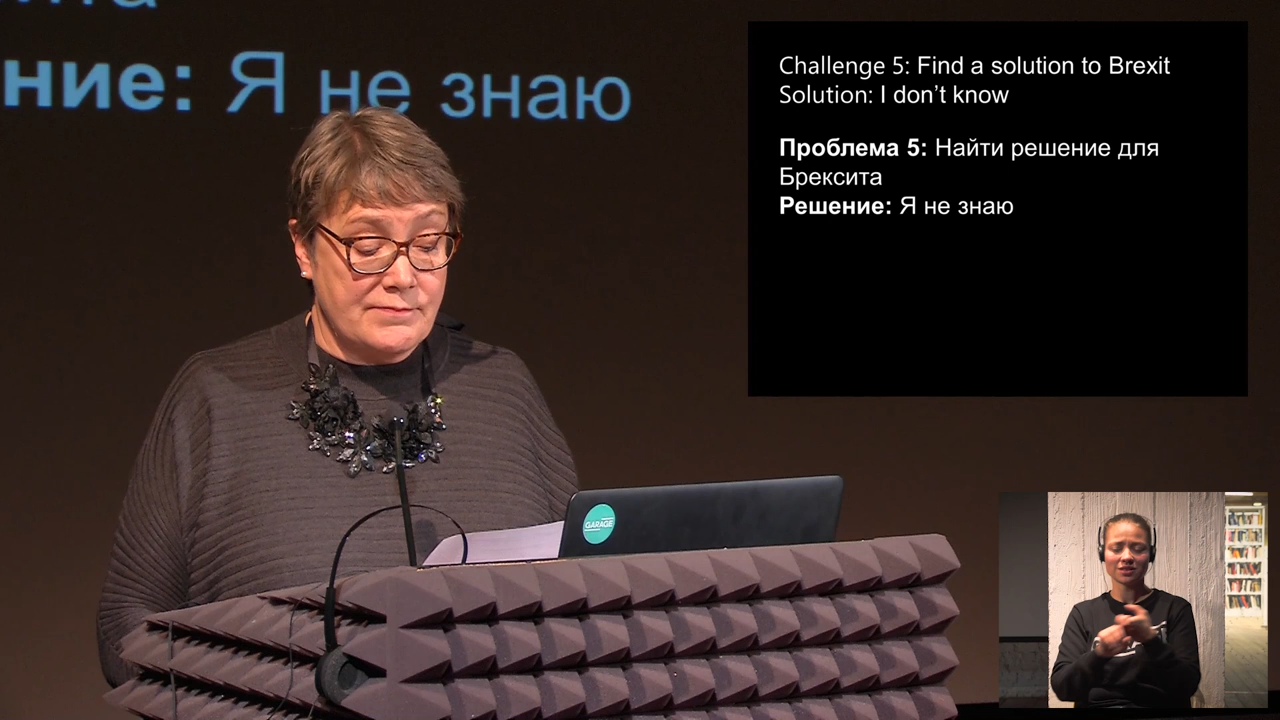 ние: Я не знаю
Challenge 5: Find a solution to Brexit
Solution: I don’t know
Проблема 5: Найти решение для
Брексита
Решение: Я не знаю
GARAGE